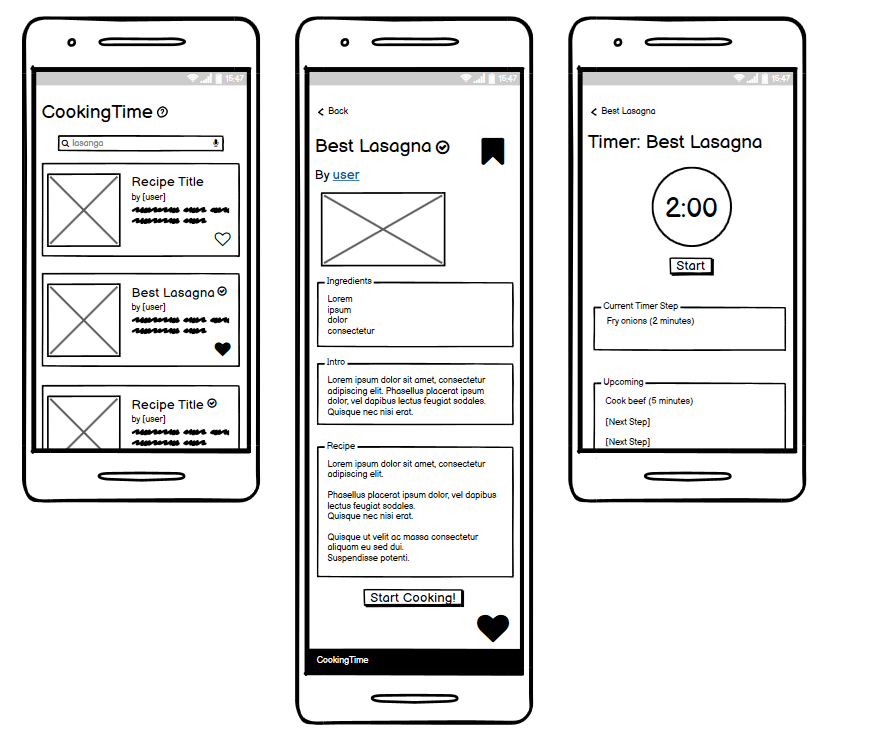 15:47
CookingTime
lasanga
Recipe Title
by [user]
Best Lasagna
by [user]
Recipe Title
by [user]
15:47
Back
Best Lasagna
By user
Ingredients
Lorem
ipsum
dolor
consectetur
Intro
Lorem ipsum dolor sit amet, consectetur
adipiscing elit. Phasellus placerat ipsum
dolor, vel dapibus lectus feugiat sodales.
Quisque nec nisi erat.
Recipe
Lorem ipsum dolor sit amet, consectetur
adipiscing elit.
Phasellus placerat ipsum dolor, vel dapibus
lectus feugiat sodales.
Quisque nec nisi erat.
Quisque ut velit ac massa consectetur
aliquam eu sed dui.
Suspendisse potenti.
Start Cooking!
CookingTime
15:47
Best Lasagna
Timer: Best Lasagna
2:00
Start
Current Timer Step
Fry onions (2 minutes)
Upcoming
Cook beef (5 minutes)
[Next Step]
[Next Step]